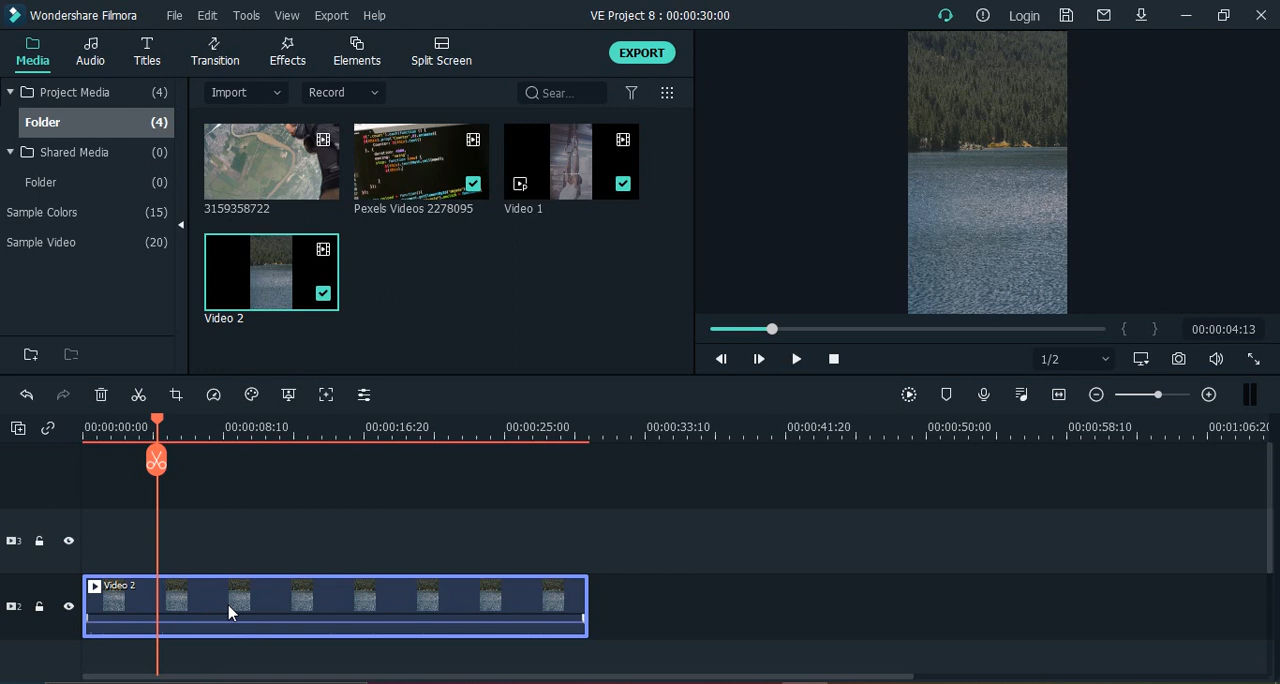 Wondershare Filmora File Edit Tools View Export Help VE Project 8 : 00:00:30:00 Login
Media Audio Titles Transition Effects Elements Split Screen EXPORT
Project Media (4)
Folder (4)
Shared Media (0)
Folder (0)
Sample Colors (15)
Sample Video (20)
Import Record Sear...
3159358722 Pexels Videos 2278095 Video 1
Video 2
{ } 00:00:04:13
1/2
00:00:00:00 00:00:08:10 00:00:16:20 00:00:25:00 00:00:33:10 00:00:41:20 00:00:50:00 00:00:58:10 00:01:06:20
3
2
Video 2